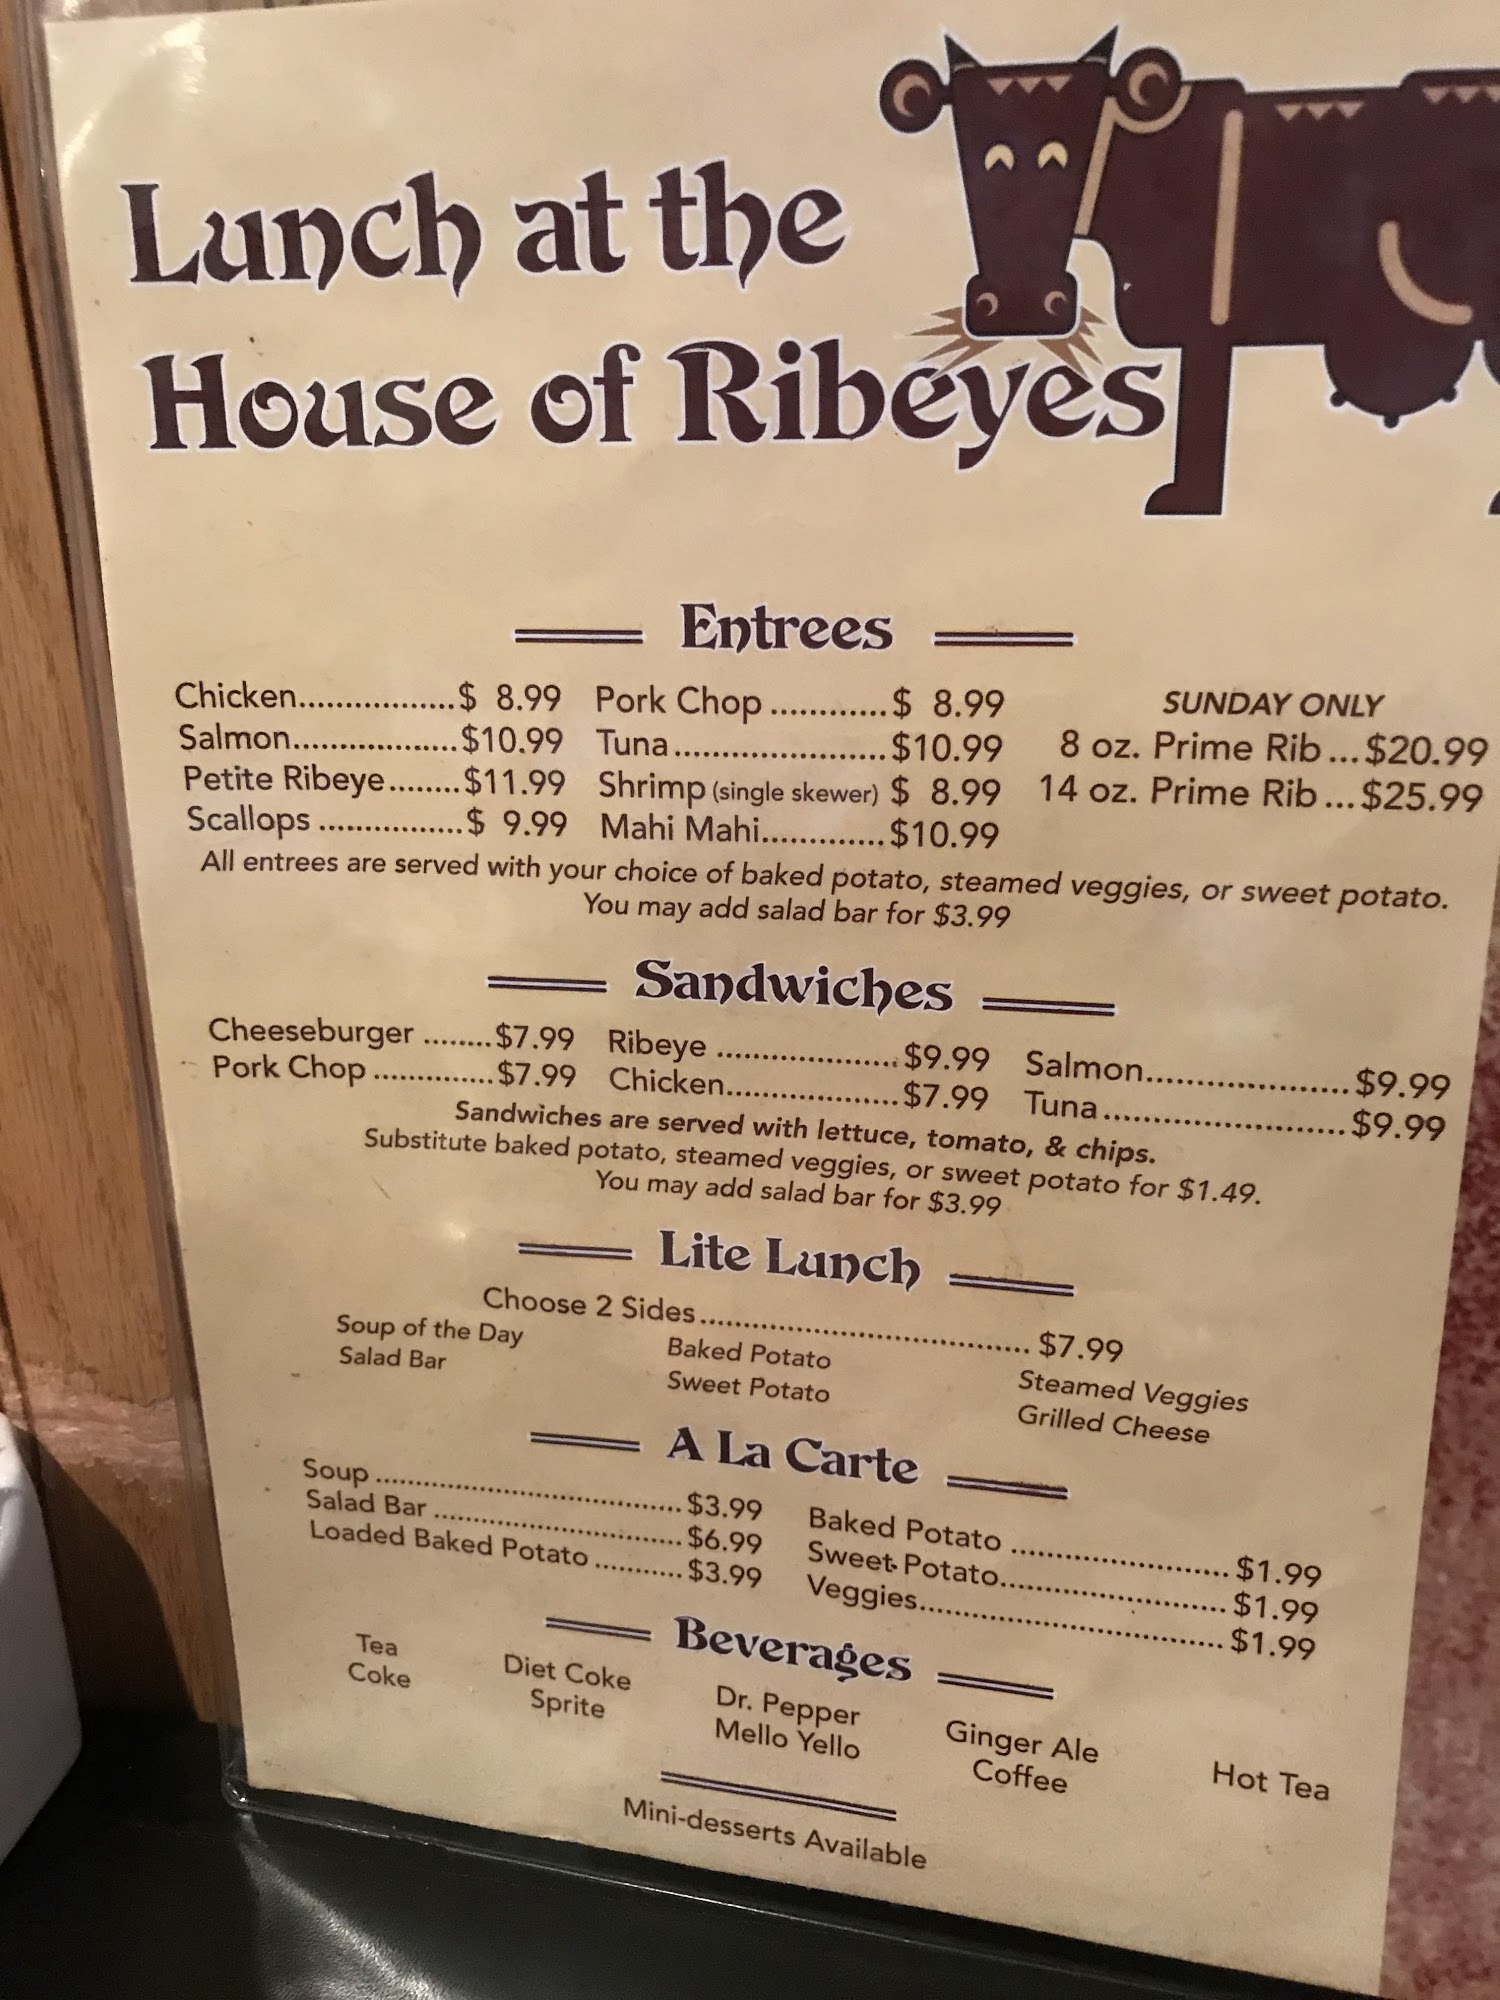 Lunch at the
House of Ribeyes
Entrees
Chicken.................$ 8.99 Pork Chop ............$ 8.99 SUNDAY ONLY
Salmon..................$10.99 Tuna......................$10.99 8 oz. Prime Rib ...$20.99
Petite Ribeye........$11.99 Shrimp (single skewer) $ 8.99 14 oz. Prime Rib ...$25.99
Scallops ................$ 9.99 Mahi Mahi.............$10.99
All entrees are served with your choice of baked potato, steamed veggies, or sweet potato.
You may add salad bar for $3.99
Sandwiches
Cheeseburger ........$7.99 Ribeye ....................$9.99 Salmon......................$9.99
Pork Chop ..............$7.99 Chicken...................$7.99 Tuna..........................$9.99
Sandwiches are served with lettuce, tomato, & chips.
Substitute baked potato, steamed veggies, or sweet potato for $1.49.
You may add salad bar for $3.99
Lite Lunch
Choose 2 Sides.....................................$7.99
Soup of the Day Baked Potato Steamed Veggies
Salad Bar Sweet Potato Grilled Cheese
A La Carte
Soup ....................................$3.99 Baked Potato ........................$1.99
Salad Bar .............................$6.99 Sweet Potato.........................$1.99
Loaded Baked Potato ...........$3.99 Veggies..................................$1.99
Beverages
Tea Diet Coke Dr. Pepper Ginger Ale Hot Tea
Coke Sprite Mello Yello Coffee
Mini-desserts Available